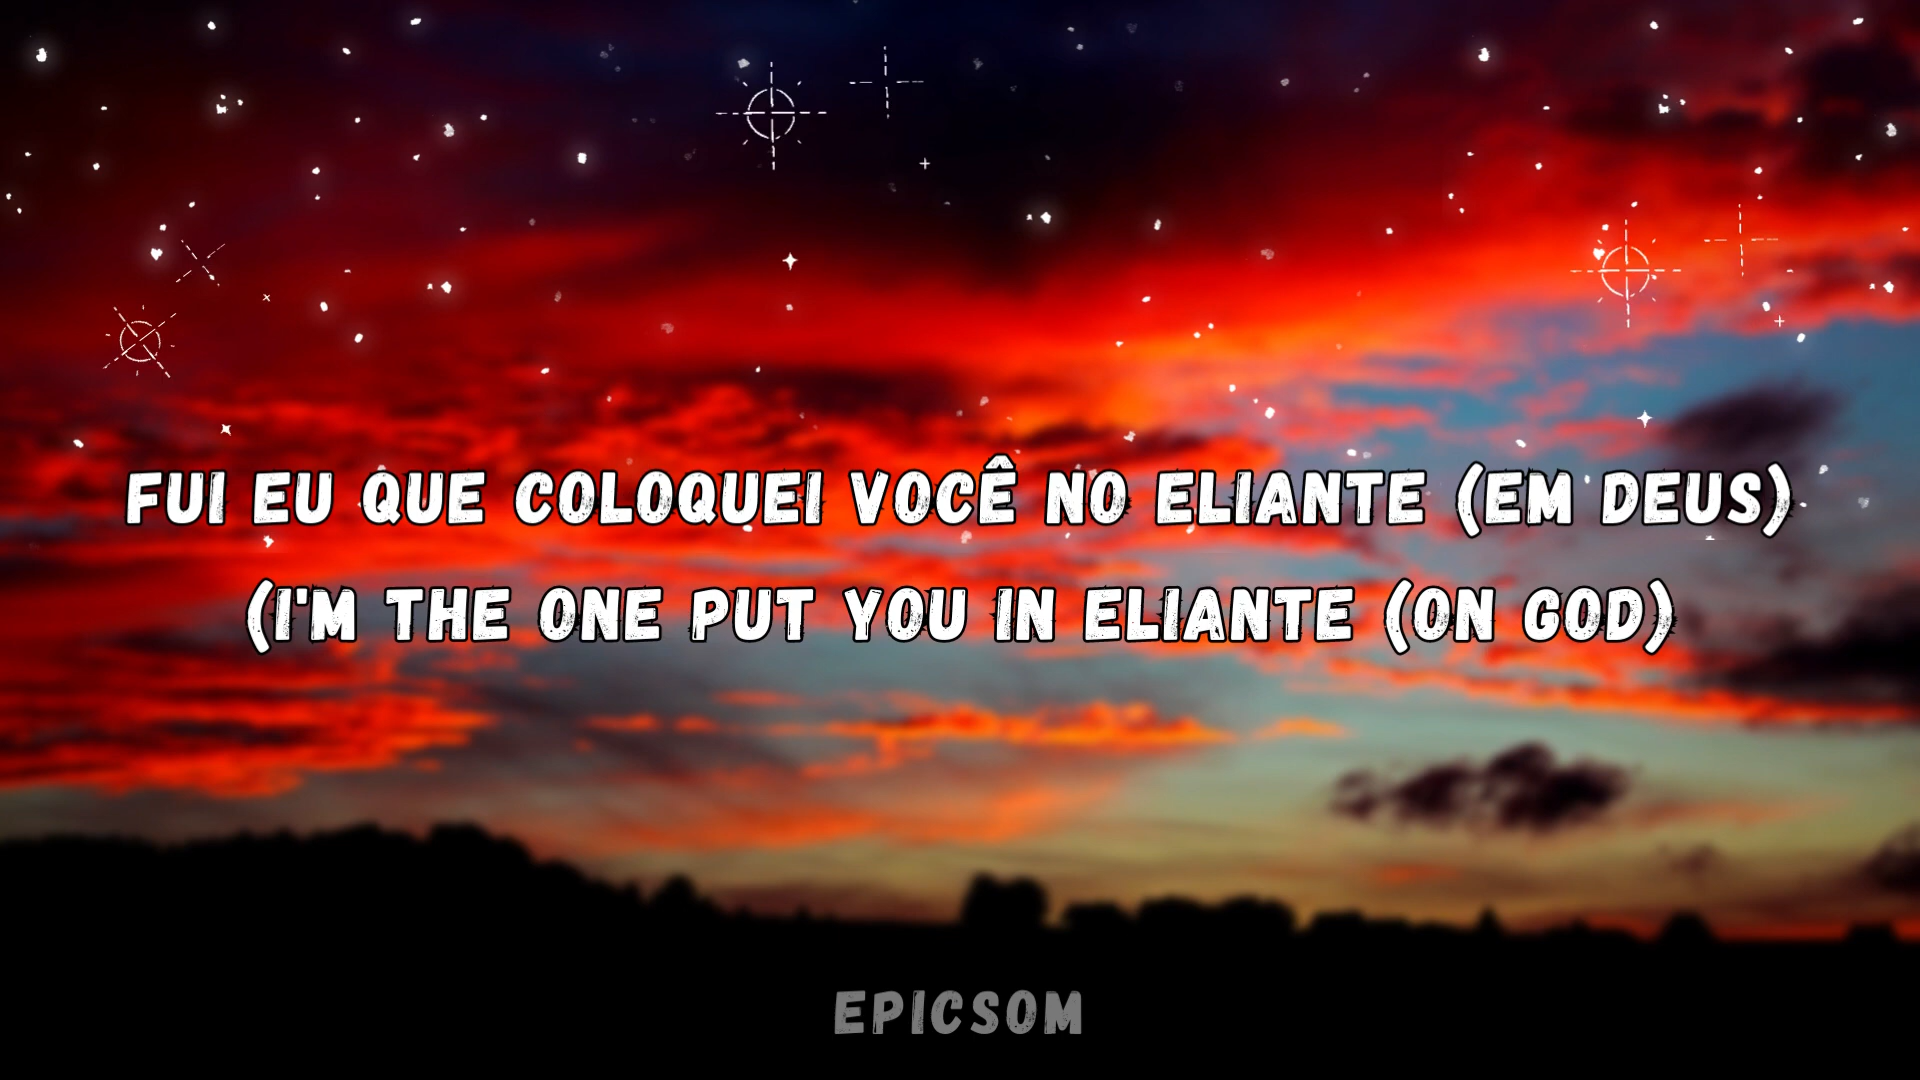 FUI EU QUE COLOQUEI VOCÊ NO ELIANTE (EM DEUS)
(I'M THE ONE PUT YOU IN ELIANTE (ON GOD)
EPICSOM